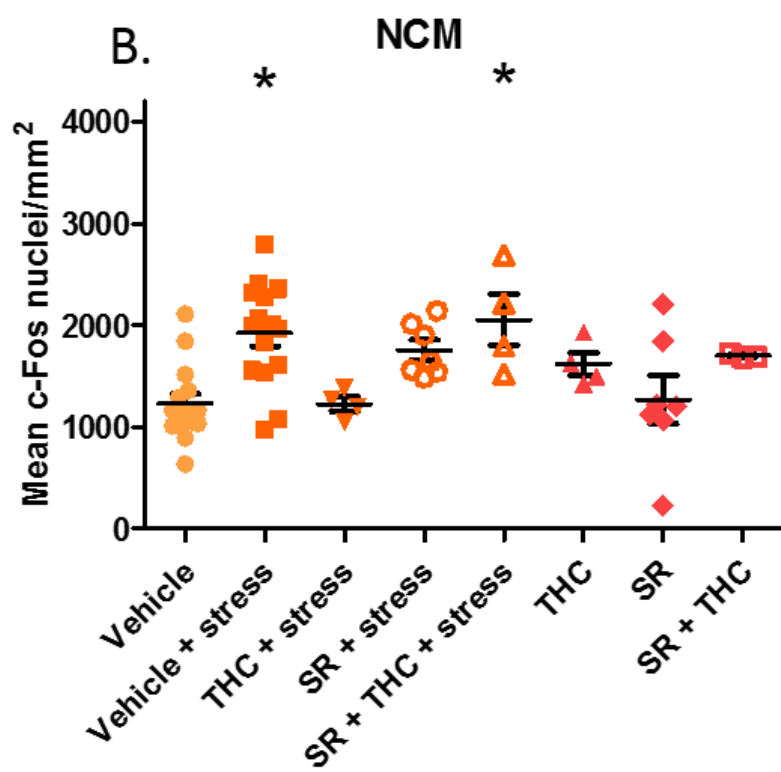 B.
NCM
*
*
Mean c-Fos nuclei/mm²
4000
3000
2000
1000
0
Vehicle
Vehicle + stress
THC + stress
SR + stress
SR + THC + stress
THC
SR
SR + THC